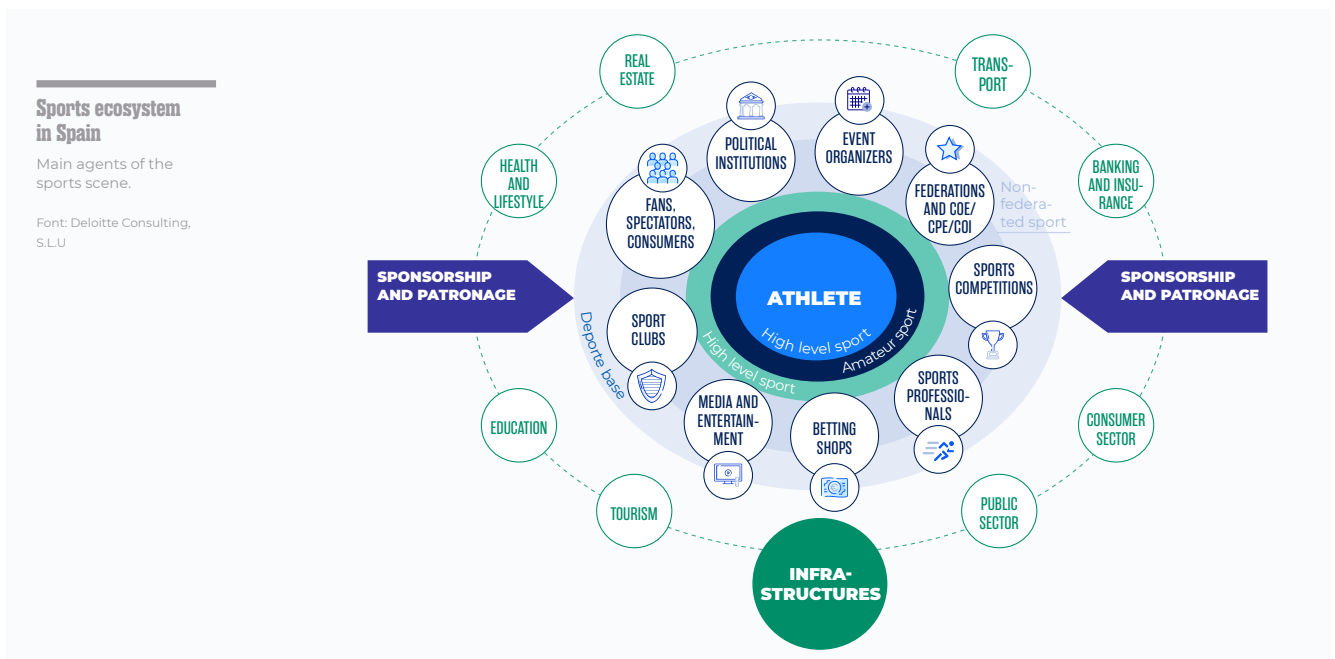 Sports ecosystem
in Spain
Main agents of the
sports scene.
Font: Deloitte Consulting,
S.L.U
REAL
ESTATE
TRANS-
PORT
HEALTH
AND
LIFESTYLE
BANKING
AND INSU-
RANCE
POLITICAL
INSTITUTIONS
EVENT
ORGANIZERS
FANS,
SPECTATORS,
CONSUMERS
FEDERATIONS
AND COE/
CPE/COI
Non-
federa-
ted sport
SPONSORSHIP
AND PATRONAGE
SPORTS
COMPETITIONS
SPONSORSHIP
AND PATRONAGE
ATHLETE
High level sport
Amateur sport
High level sport
Deporte base
SPORT
CLUBS
MEDIA AND
ENTERTAIN-
MENT
BETTING
SHOPS
SPORTS
PROFESSIO-
NALS
EDUCATION
CONSUMER
SECTOR
TOURISM
PUBLIC
SECTOR
INFRA-
STRUCTURES